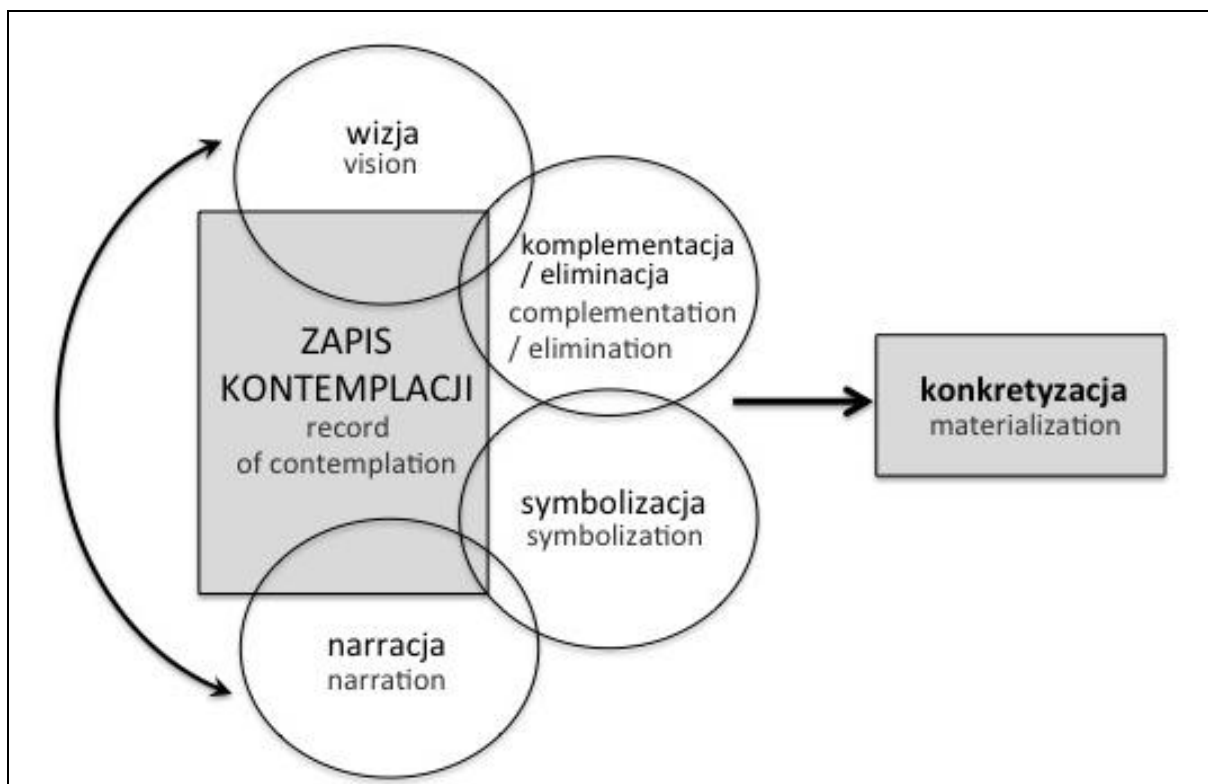 wizja
vision
komplementacja
/ eliminacja
complementation
/ elimination
ZAPIS
KONTEMPLACJI
record
of contemplation
konkretyzacja
materialization
symbolizacja
symbolization
narracja
narration